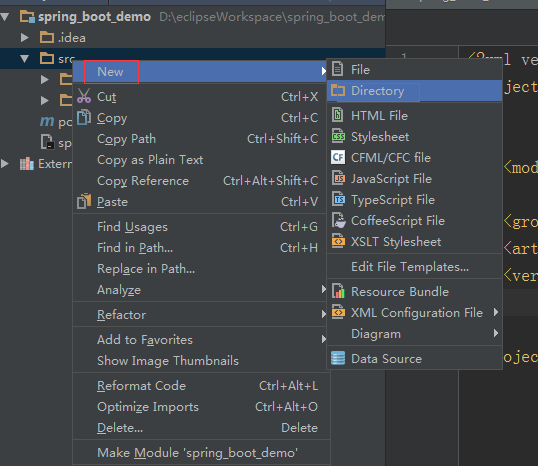 spring_boot_demo D:\eclipseWorkspace\spring_boot_demo
.idea
src
po
sp
Extern
New
Cut Ctrl+X
Copy Ctrl+C
Copy Path Ctrl+Shift+C
Copy as Plain Text
Copy Reference Ctrl+Alt+Shift+C
Paste Ctrl+V
Find Usages Ctrl+G
Find in Path... Ctrl+H
Replace in Path...
Analyze
Refactor
Add to Favorites
Show Image Thumbnails
Reformat Code Ctrl+Alt+L
Optimize Imports Ctrl+Alt+O
Delete... Delete
Make Module 'spring_boot_demo'
File
Directory
HTML File
Stylesheet
CFML/CFC file
JavaScript File
TypeScript File
CoffeeScript File
XSLT Stylesheet
Edit File Templates...
Resource Bundle
XML Configuration File
Diagram
Data Source
<?xml ve
oject
<mod
<gro
<art
<ver
ojec